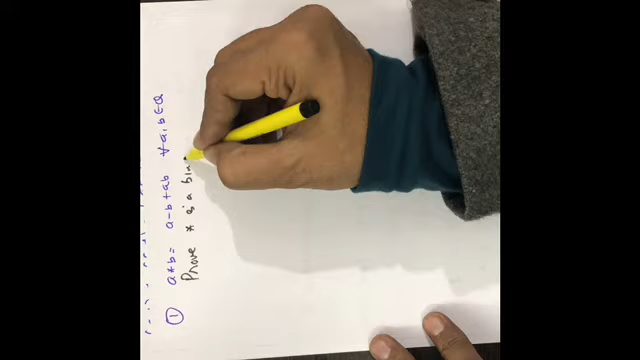 ① a*b = a-b+ab ∀ a, b ∈ Q
Prove * is a bin